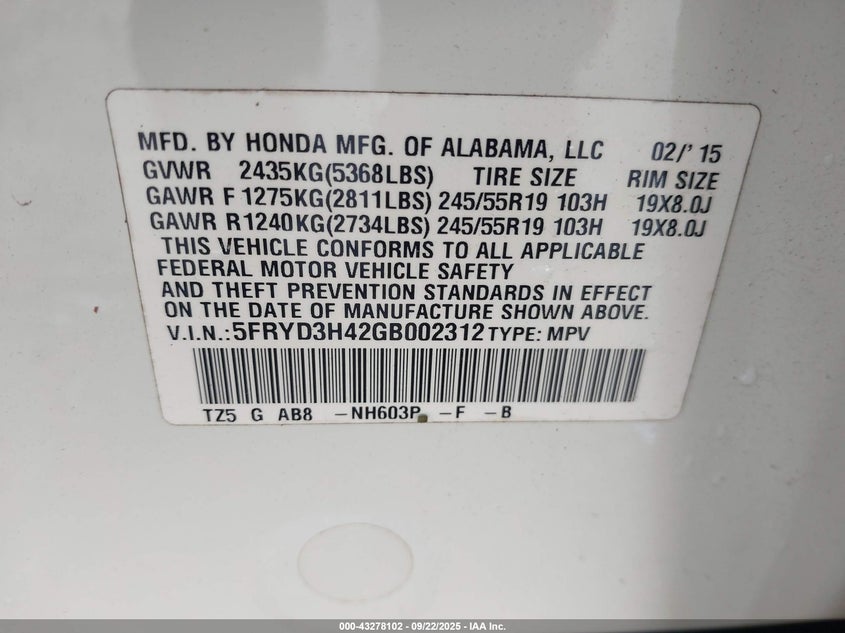 MFD. BY HONDA MFG. OF ALABAMA, LLC 02/' 15
GVWR 2435KG(5368LBS) TIRE SIZE RIM SIZE
GAWR F 1275KG(2811LBS) 245/55R19 103H 19X8.0J
GAWR R1240KG(2734LBS) 245/55R19 103H 19X8.0J
THIS VEHICLE CONFORMS TO ALL APPLICABLE
FEDERAL MOTOR VEHICLE SAFETY
AND THEFT PREVENTION STANDARDS IN EFFECT
ON THE DATE OF MANUFACTURE SHOWN ABOVE.
V.I.N.:5FRYD3H42GB002312 TYPE: MPV
TZ5 G AB8 -NH603P -F -B
000-43278102 - 09/22/2025 - IAA Inc.